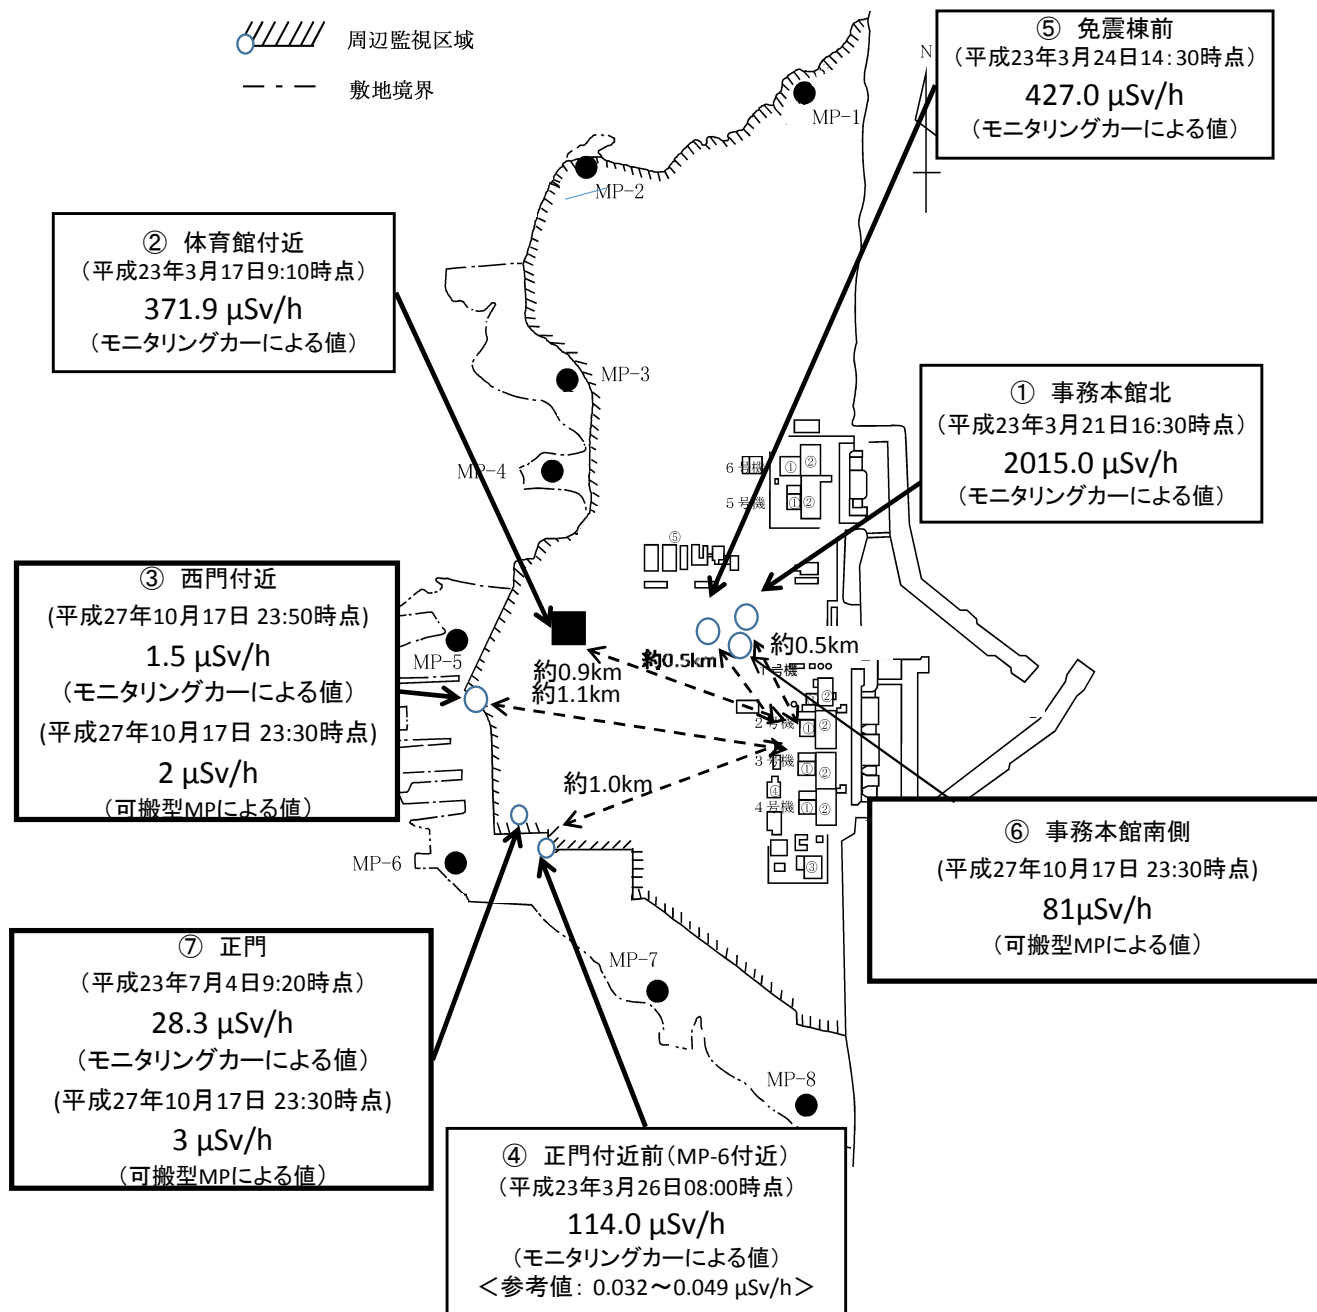 周辺監視区域
敷地境界
⑤ 免震棟前
（平成23年3月24日14：30時点）
427.0 µSv/h
（モニタリングカーによる値）
N
MP-1
MP-2
② 体育館付近
（平成23年3月17日9:10時点）
371.9 µSv/h
（モニタリングカーによる値）
MP-3
① 事務本館北
（平成23年3月21日16:30時点）
2015.0 µSv/h
（モニタリングカーによる値）
MP-4
6号機
① ②
5号機
① ②
⑤
③ 西門付近
(平成27年10月17日 23:50時点)
1.5 µSv/h
（モニタリングカーによる値）
(平成27年10月17日 23:30時点)
2 µSv/h
（可搬型MPによる値）
MP-5
約0.9km
約1.1km
約0.5km
約0.5km
1号機
②
2号機
① ②
3号機
① ②
④
4号機
① ②
③
約1.0km
MP-6
⑥ 事務本館南側
(平成27年10月17日 23:30時点)
81µSv/h
（可搬型MPによる値）
⑦ 正門
（平成23年7月4日9:20時点）
28.3 µSv/h
（モニタリングカーによる値）
(平成27年10月17日 23:30時点)
3 µSv/h
（可搬型MPによる値）
MP-7
MP-8
④ 正門付近前（MP-6付近）
（平成23年3月26日08:00時点）
114.0 µSv/h
（モニタリングカーによる値）
＜参考値： 0.032～0.049 µSv/h＞